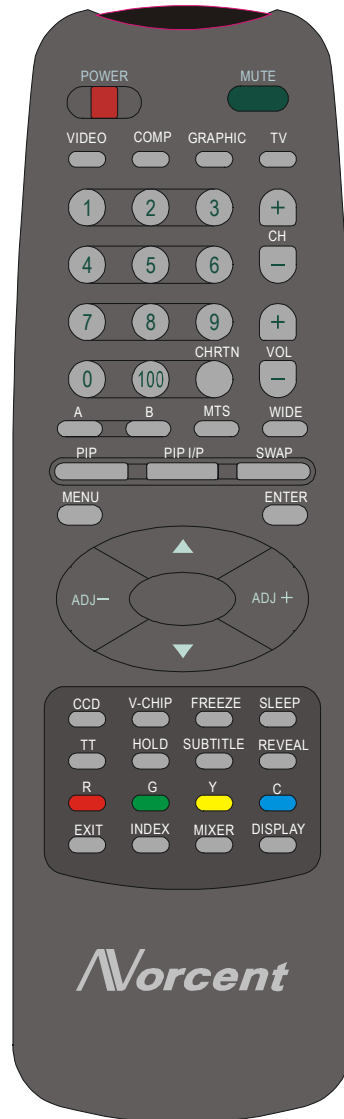 POWER MUTE
VIDEO COMP GRAPHIC TV
1 2 3 +
CH
4 5 6 −
7 8 9 +
CHRTN VOL
0 100 −
A B MTS WIDE
PIP PIP I/P SWAP
MENU ENTER
ADJ− ADJ +
CCD V-CHIP FREEZE SLEEP
TT HOLD SUBTITLE REVEAL
R G Y C
EXIT INDEX MIXER DISPLAY
Norcent